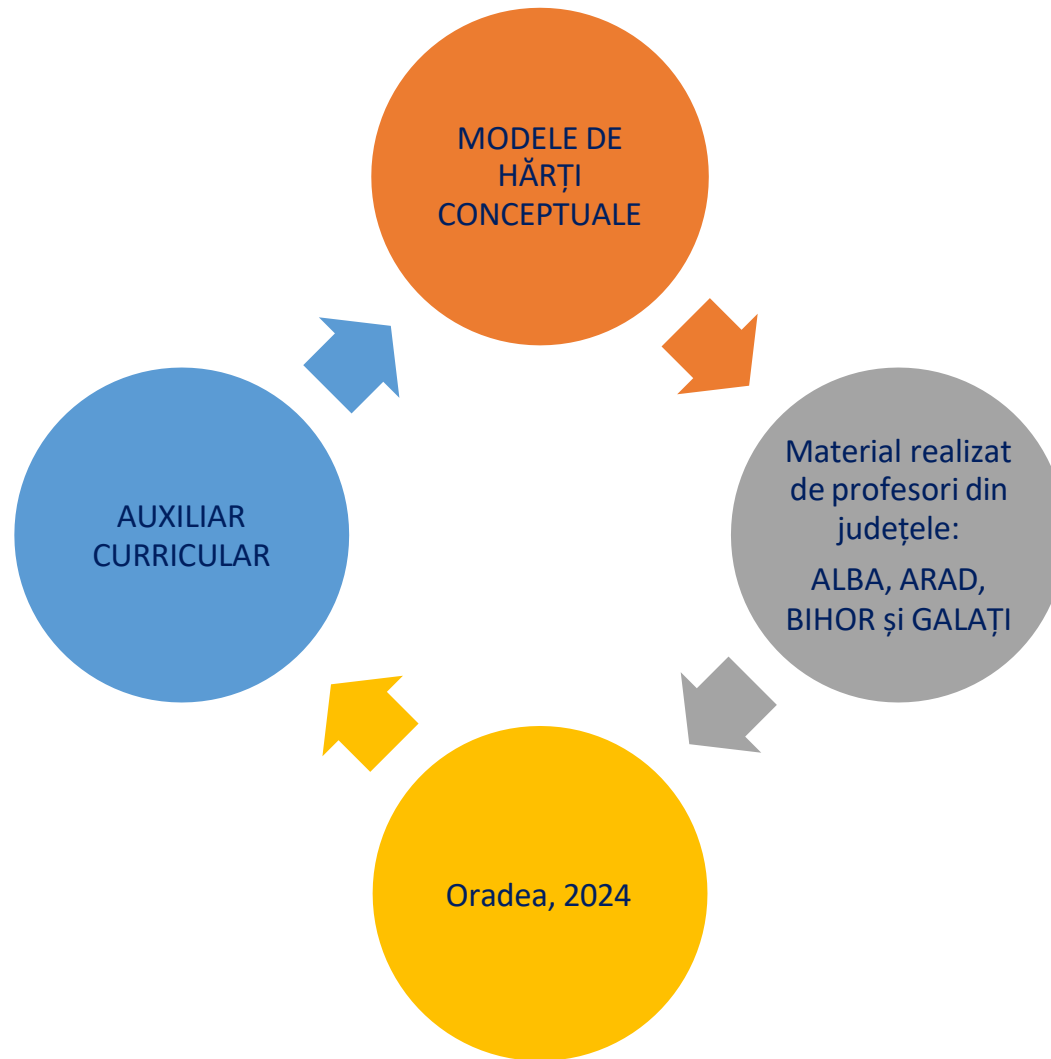 MODELE DE
HĂRȚI
CONCEPTUALE
Material realizat
de profesori din
județele:
ALBA, ARAD,
BIHOR și GALAȚI
Oradea, 2024
AUXILIAR
CURRICULAR